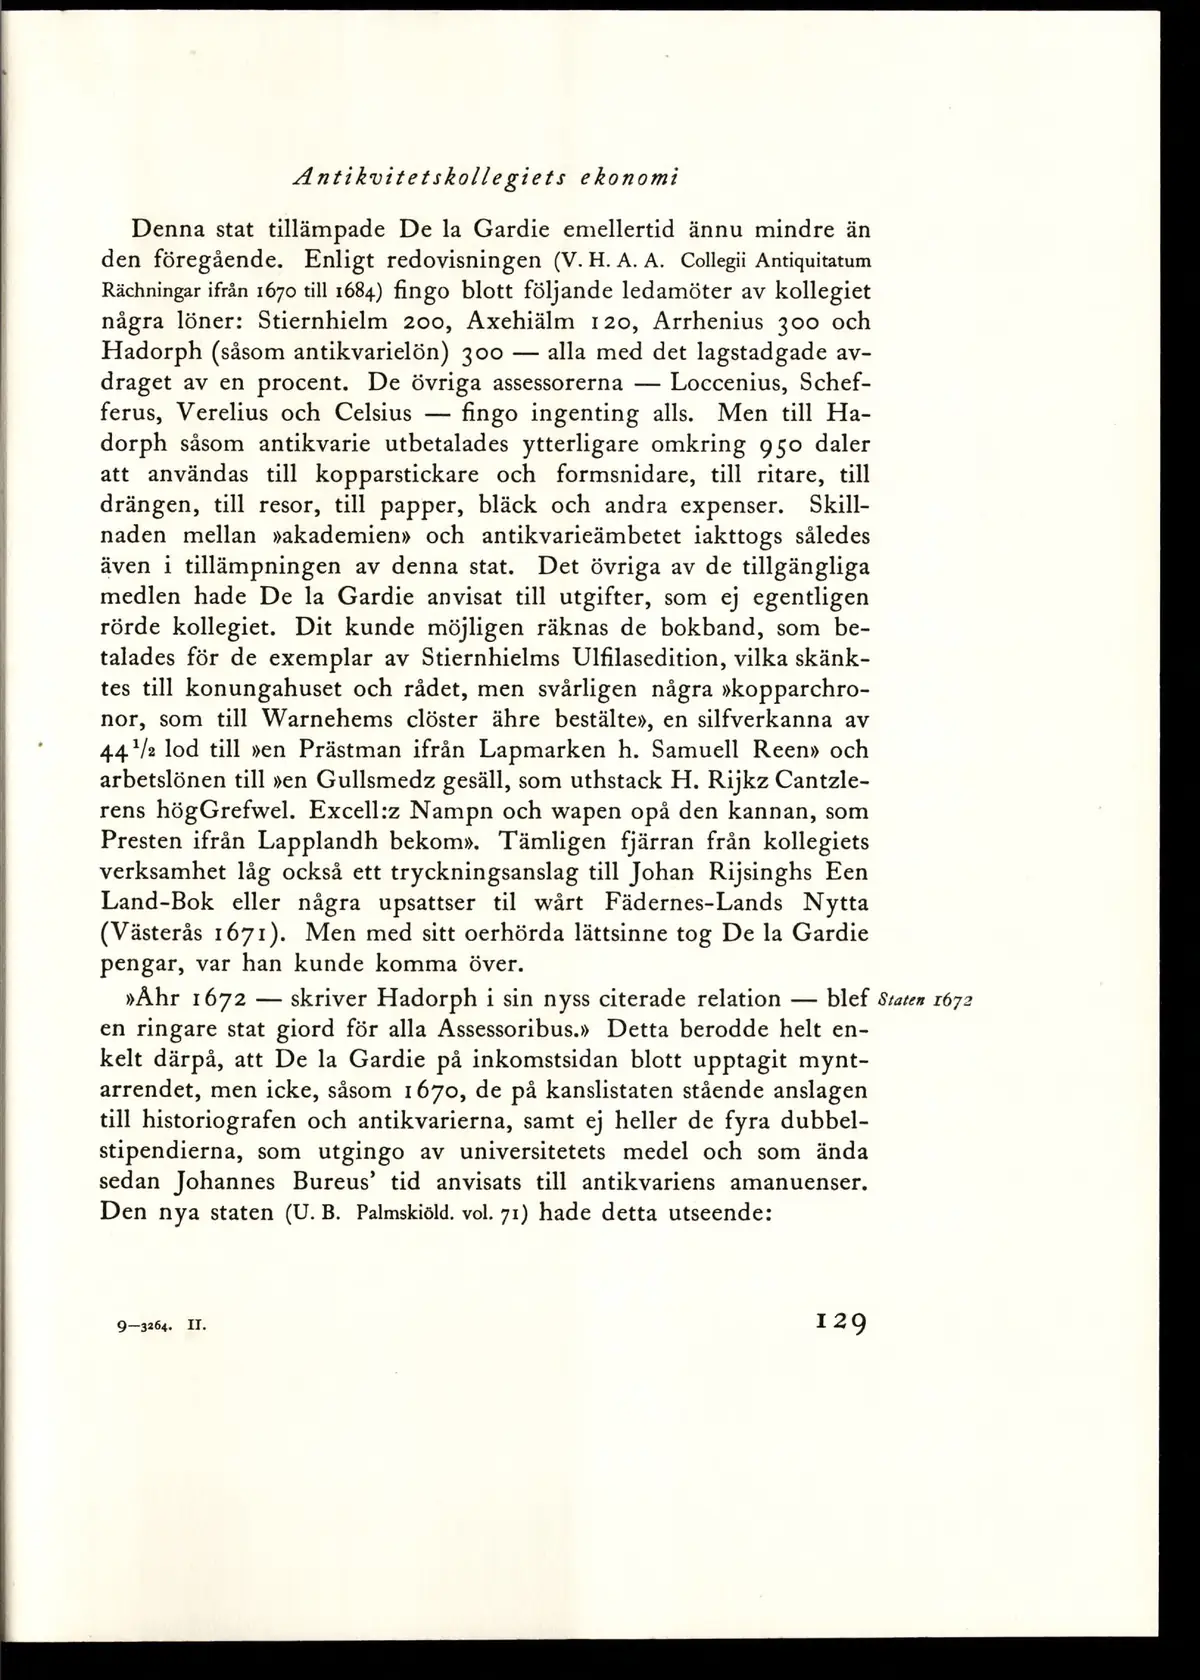 Antikvitetskollegiets ekonomi
Denna stat tillämpade De la Gardie emellertid ännu mindre än
den föregående. Enligt redovisningen (V. H. A. A. Collegii Antiquitatum
Rächningar ifrån 1670 till 1684) fingo blott följande ledamöter av kollegiet
några löner: Stiernhielm 200, Axehiälm 120, Arrhenius 300 och
Hadorph (såsom antikvarielön) 300 — alla med det lagstadgade av-
draget av en procent. De övriga assessorerna — Loccenius, Schef-
ferus, Verelius och Celsius — fingo ingenting alls. Men till Ha-
dorph såsom antikvarie utbetalades ytterligare omkring 950 daler
att användas till kopparstickare och formsnidare, till ritare, till
drängen, till resor, till papper, bläck och andra expenser. Skill-
naden mellan »akademien» och antikvarieämbetet iakttogs således
även i tillämpningen av denna stat. Det övriga av de tillgängliga
medlen hade De la Gardie anvisat till utgifter, som ej egentligen
rörde kollegiet. Dit kunde möjligen räknas de bokband, som be-
talades för de exemplar av Stiernhielms Ulfilasedition, vilka skänk-
tes till konungahuset och rådet, men svårligen några »kopparchro-
nor, som till Warnehems clöster ähre bestälte», en silfverkanna av
44 1/2 lod till »en Prästman ifrån Lapmarken h. Samuell Reen» och
arbetslönen till »en Gullsmedz gesäll, som uthstack H. Rijkz Cantzle-
rens högGrefwel. Excell:z Nampn och wapen opå den kannan, som
Presten ifrån Lapplandh bekom». Tämligen fjärran från kollegiets
verksamhet låg också ett tryckningsanslag till Johan Rijsinghs Een
Land-Bok eller några upsattser til wårt Fädernes-Lands Nytta
(Västerås 1671). Men med sitt oerhörda lättsinne tog De la Gardie
pengar, var han kunde komma över.
»Åhr 1672 — skriver Hadorph i sin nyss citerade relation — blef Staten 1672
en ringare stat giord för alla Assessoribus.» Detta berodde helt en-
kelt därpå, att De la Gardie på inkomstsidan blott upptagit mynt-
arrendet, men icke, såsom 1670, de på kanslistaten stående anslagen
till historiografen och antikvarierna, samt ej heller de fyra dubbel-
stipendierna, som utgingo av universitetets medel och som ända
sedan Johannes Bureus' tid anvisats till antikvariens amanuenser.
Den nya staten (U. B. Palmskiöld. vol. 71) hade detta utseende:
9—3264. II.
129